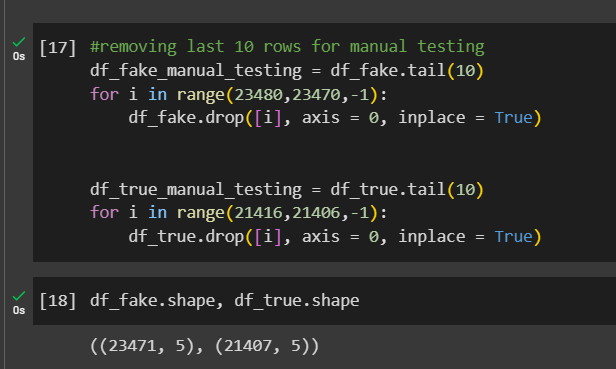 [17] #removing last 10 rows for manual testing
0s df_fake_manual_testing = df_fake.tail(10)
for i in range(23480,23470,-1):
    df_fake.drop([i], axis = 0, inplace = True)
df_true_manual_testing = df_true.tail(10)
for i in range(21416,21406,-1):
    df_true.drop([i], axis = 0, inplace = True)
[18] df_fake.shape, df_true.shape
0s
((23471, 5), (21407, 5))